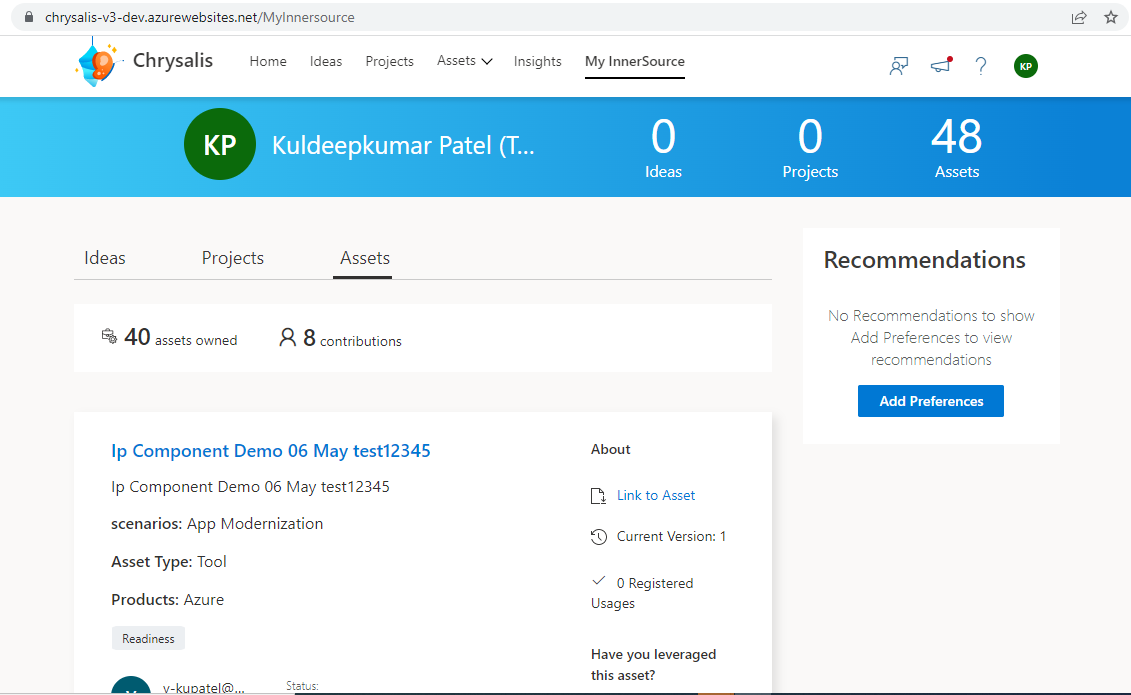 chrysalis-v3-dev.azurewebsites.net/MyInnersource
Chrysalis
Home Ideas Projects Assets Insights My InnerSource
KP
KP
Kuldeepkumar Patel (T...
0
Ideas
0
Projects
48
Assets
Ideas Projects Assets
40 assets owned
8 contributions
Ip Component Demo 06 May test12345
Ip Component Demo 06 May test12345
scenarios: App Modernization
Asset Type: Tool
Products: Azure
Readiness
v-kupatel@...
Status:
About
Link to Asset
Current Version: 1
0 Registered
Usages
Have you leveraged
this asset?
Recommendations
No Recommendations to show
Add Preferences to view
recommendations
Add Preferences